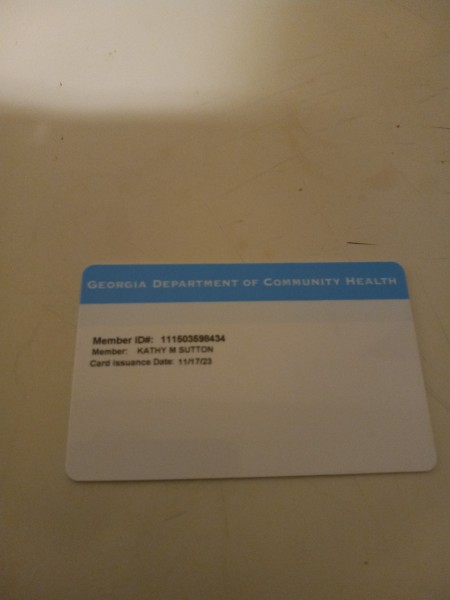 GEORGIA DEPARTMENT OF COMMUNITY HEALTH
Member ID#: 111503598434
Member: KATHY M SUTTON
Card Issuance Date: 11/17/23